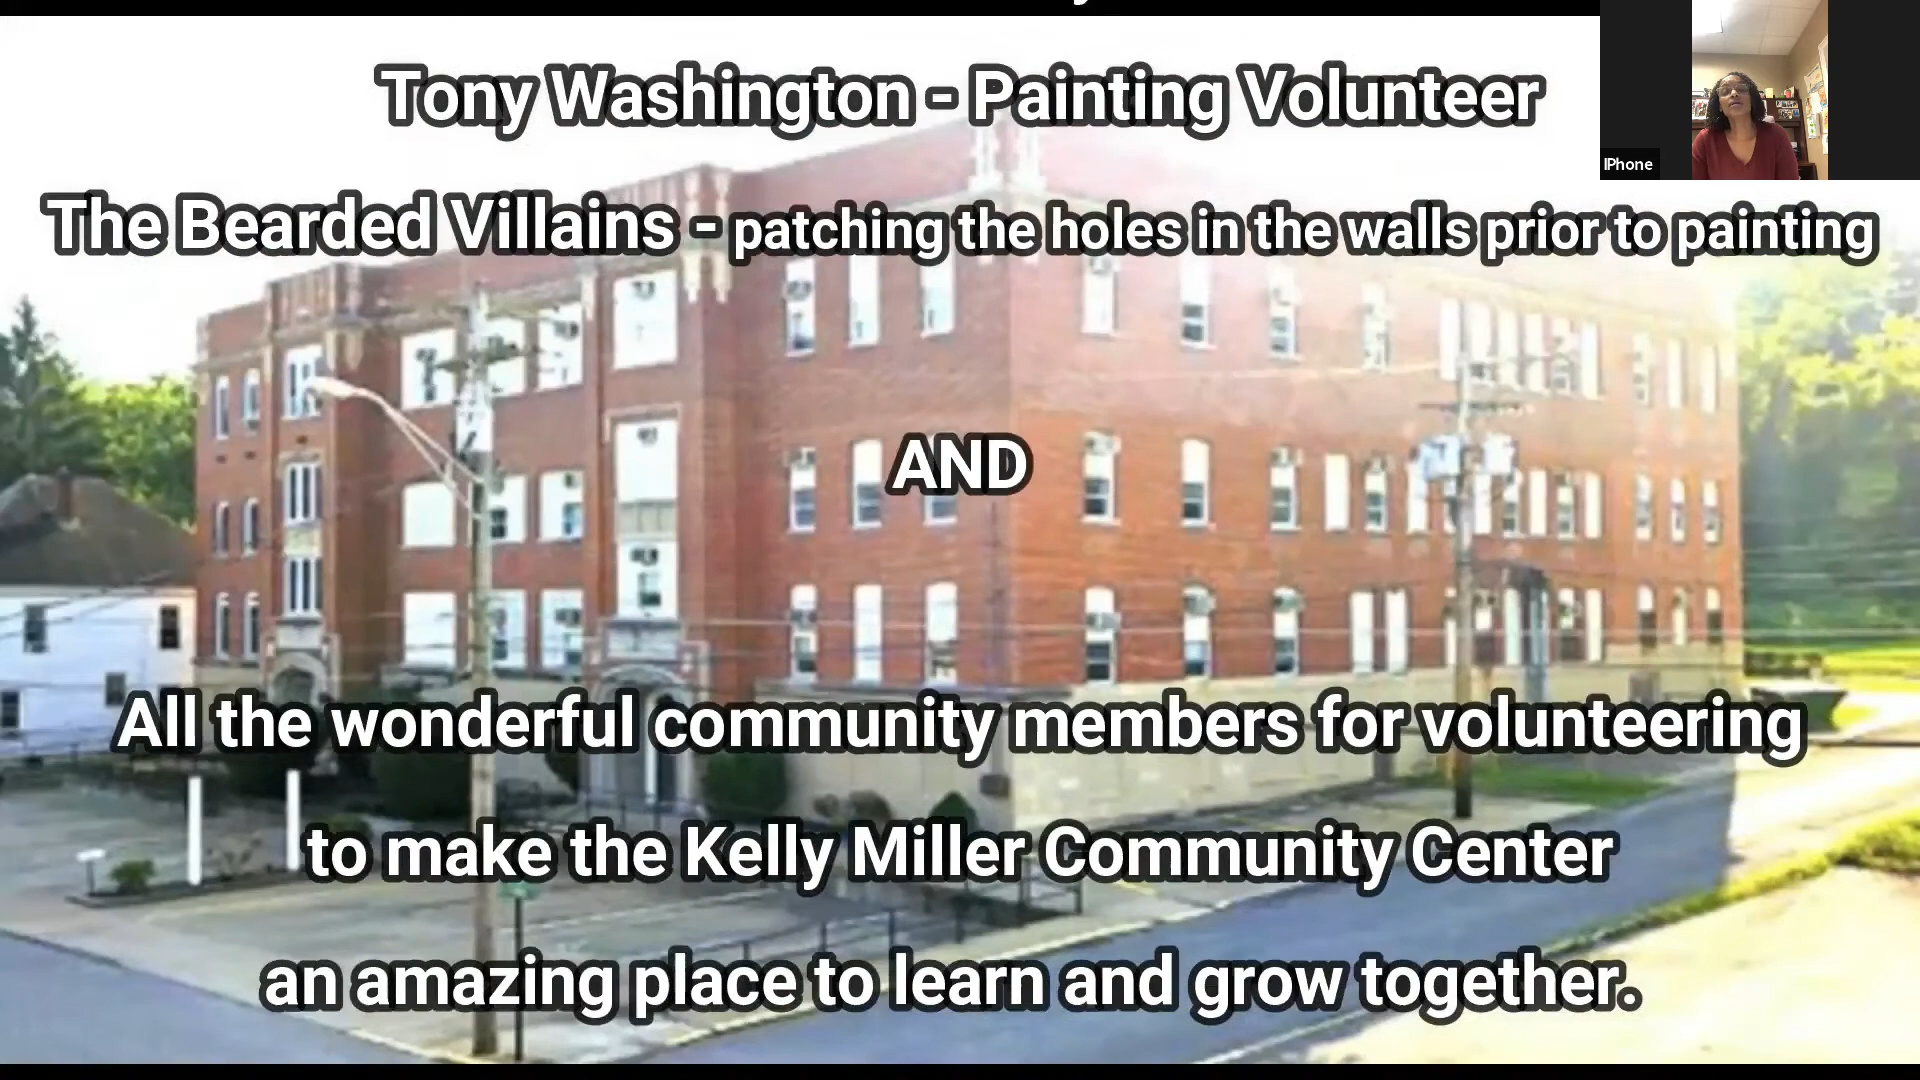 Tony Washington - Painting Volunteer
IPhone
The Bearded Villains - patching the holes in the walls prior to painting
AND
All the wonderful community members for volunteering
to make the Kelly Miller Community Center
an amazing place to learn and grow together.